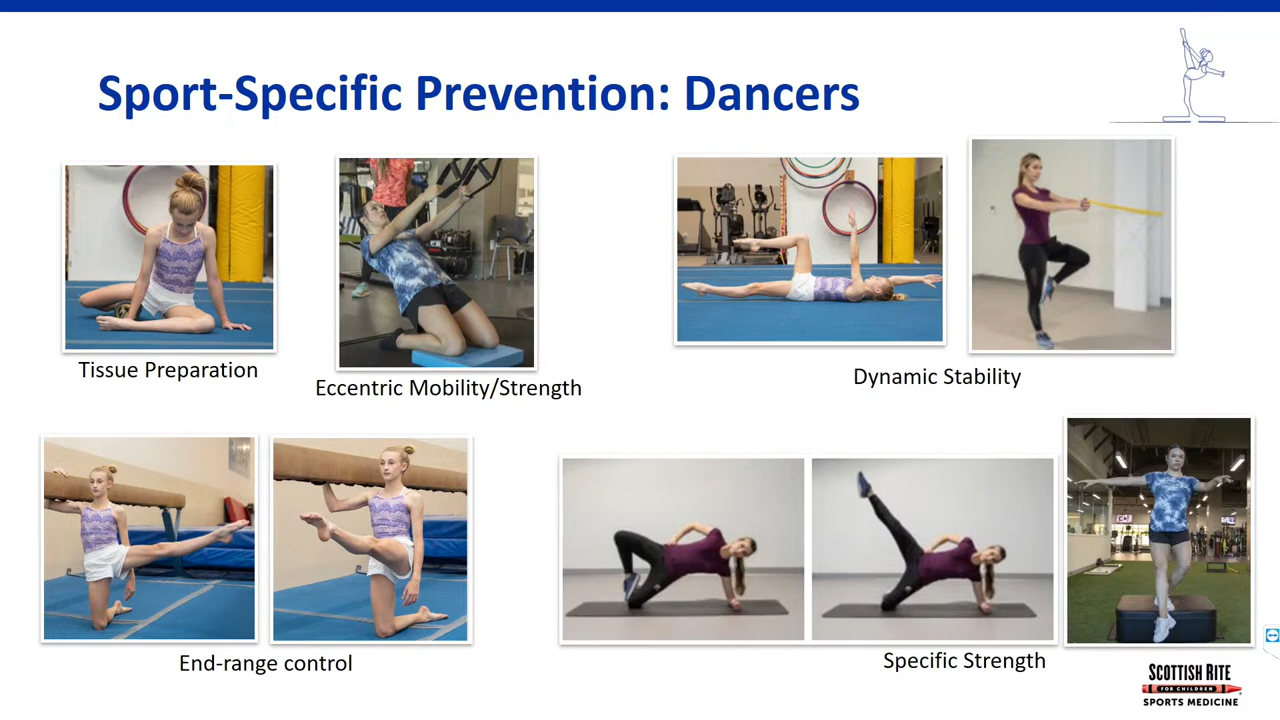 Sport-Specific Prevention: Dancers
Tissue Preparation
Eccentric Mobility/Strength
Dynamic Stability
End-range control
Specific Strength
SCOTTISH RITE
FOR CHILDREN
SPORTS MEDICINE